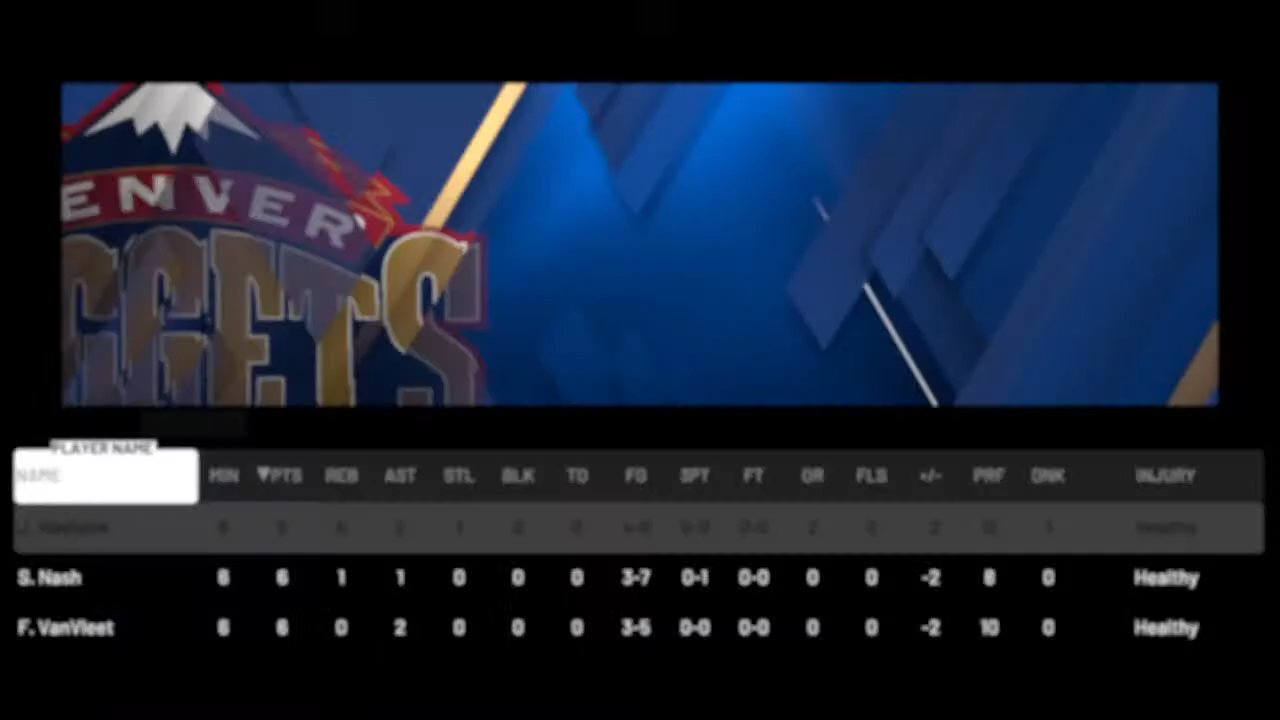 ENVER
GGETS
PLAYER NAME
NAME MIN ▼PTS REB AST STL BLK TO FG 3PT FT OR FLS +/- PRF DNK INJURY
Healthy
S. Nash 6 6 1 1 0 0 0 3-7 0-1 0-0 0 0 -2 8 0 Healthy
F. VanVleet 6 6 0 2 0 0 0 3-5 0-0 0-0 0 0 -2 10 0 Healthy